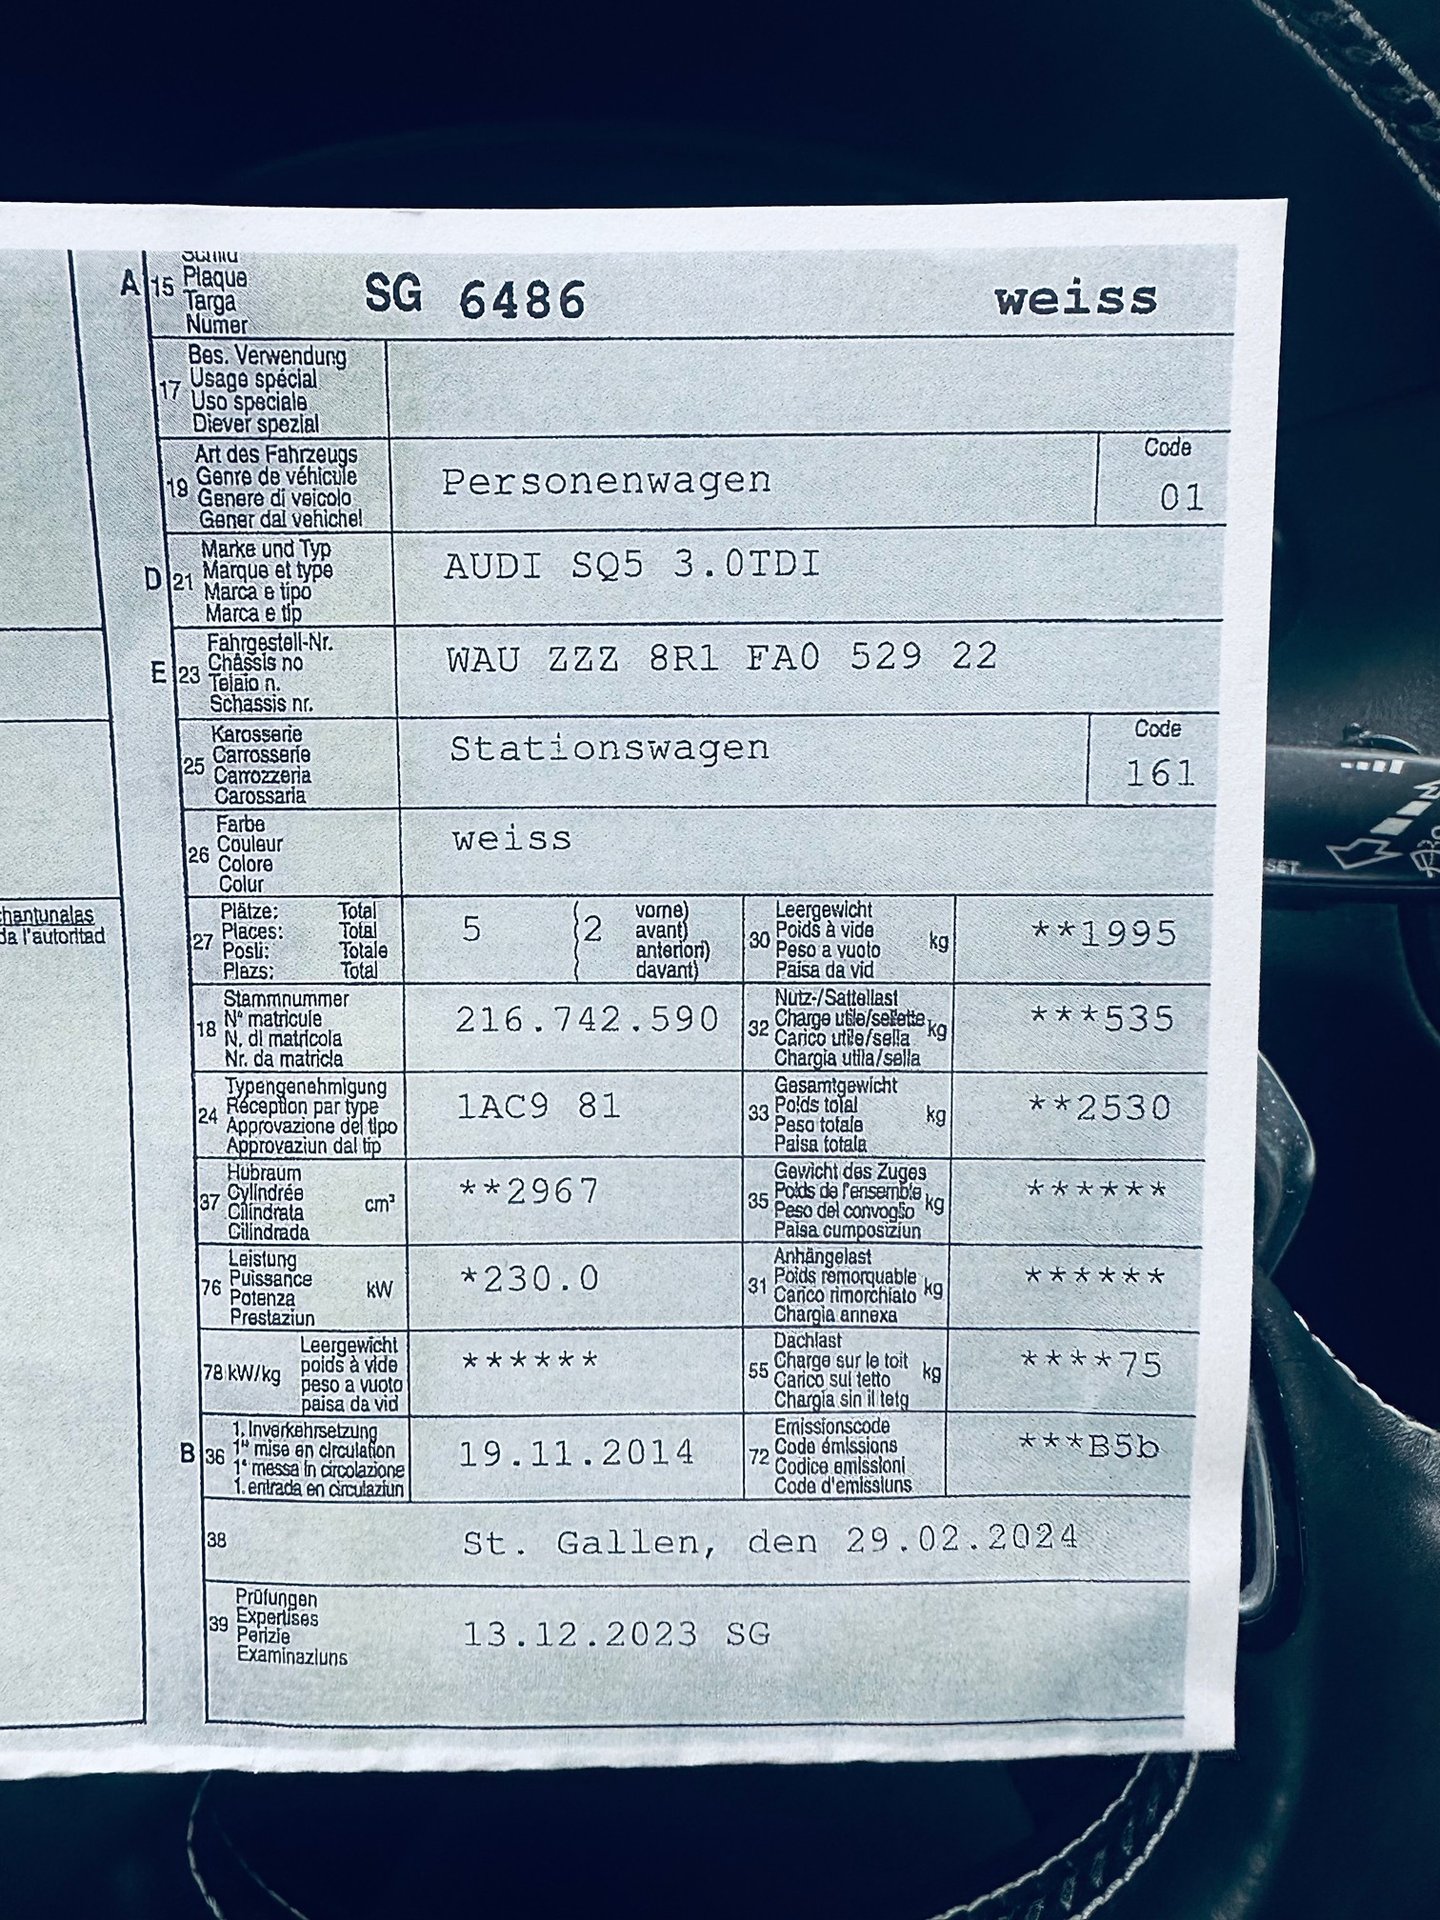 A 15 Schild
Plaque
Targa
Numer
SG 6486 weiss
17 Bes. Verwendung
Usage spécial
Uso speciale
Diever spezial
19 Art des Fahrzeugs
Genre de véhicule
Genere di veicolo
Gener dal vehichel
Personenwagen
Code
01
D 21 Marke und Typ
Marque et type
Marca e tipo
Marca e tip
AUDI SQ5 3.0TDI
E 23 Fahrgestell-Nr.
Châssis no
Telaio n.
Schassis nr.
WAU ZZZ 8R1 FA0 529 22
25 Karosserie
Carrosserie
Carrozzeria
Carossaria
Stationswagen
Code
161
26 Farbe
Couleur
Colore
Colur
weiss
chantunalas
da l'autoritad
27 Plätze: Total
Places: Total
Posti: Totale
Plazs: Total
5 (2 vorne)
avant)
anteriori)
davant)
30 Leergewicht
Poids à vide
Peso a vuoto
Paisa da vid
kg
**1995
18 Stammnummer
N° matricule
N. di matricola
Nr. da matricla
216.742.590
32 Nutz-/Sattellast
Charge utile/sellette
Carico utile/sella
Chargia utila/sella
kg
***535
24 Typengenehmigung
Réception par type
Approvazione del tipo
Approvaziun dal tip
1AC9 81
33 Gesamtgewicht
Poids total
Peso totale
Paisa totala
kg
**2530
37 Hubraum
Cylindrée
Cilindrata
Cilindrada
cm³
**2967
35 Gewicht des Zuges
Poids de l'ensemble
Peso del convoglio
Paisa cumposiziun
kg
******
76 Leistung
Puissance
Potenza
Prestaziun
kW
*230.0
31 Anhängelast
Poids remorquable
Carico rimorchiato
Chargia annexa
kg
******
78 kW/kg
Leergewicht
poids à vide
peso a vuoto
paisa da vid
******
55 Dachlast
Charge sur le toit
Carico sul tetto
Chargia sin il tetg
kg
****75
B 36 1. Inverkehrsetzung
1re mise en circulation
1a messa in circolazione
1. entrada en circulaziun
19.11.2014
72 Emissionscode
Code émissions
Codice emissioni
Code d'emissiuns
***B5b
38
St. Gallen, den 29.02.2024
39 Prüfungen
Expertises
Perizie
Examinaziuns
13.12.2023 SG
SET